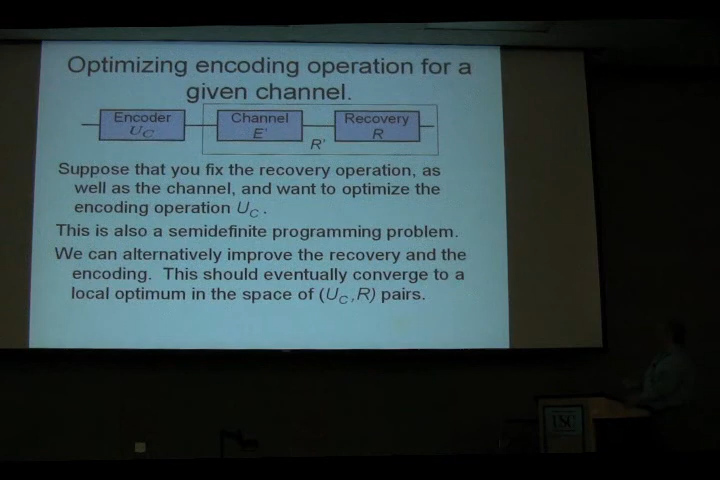 Optimizing encoding operation for a
given channel.
Encoder
U_C
Channel
E'
Recovery
R
R'
Suppose that you fix the recovery operation, as
well as the channel, and want to optimize the
encoding operation U_C .
This is also a semidefinite programming problem.
We can alternatively improve the recovery and the
encoding. This should eventually converge to a
local optimum in the space of (U_C ,R) pairs.
USC